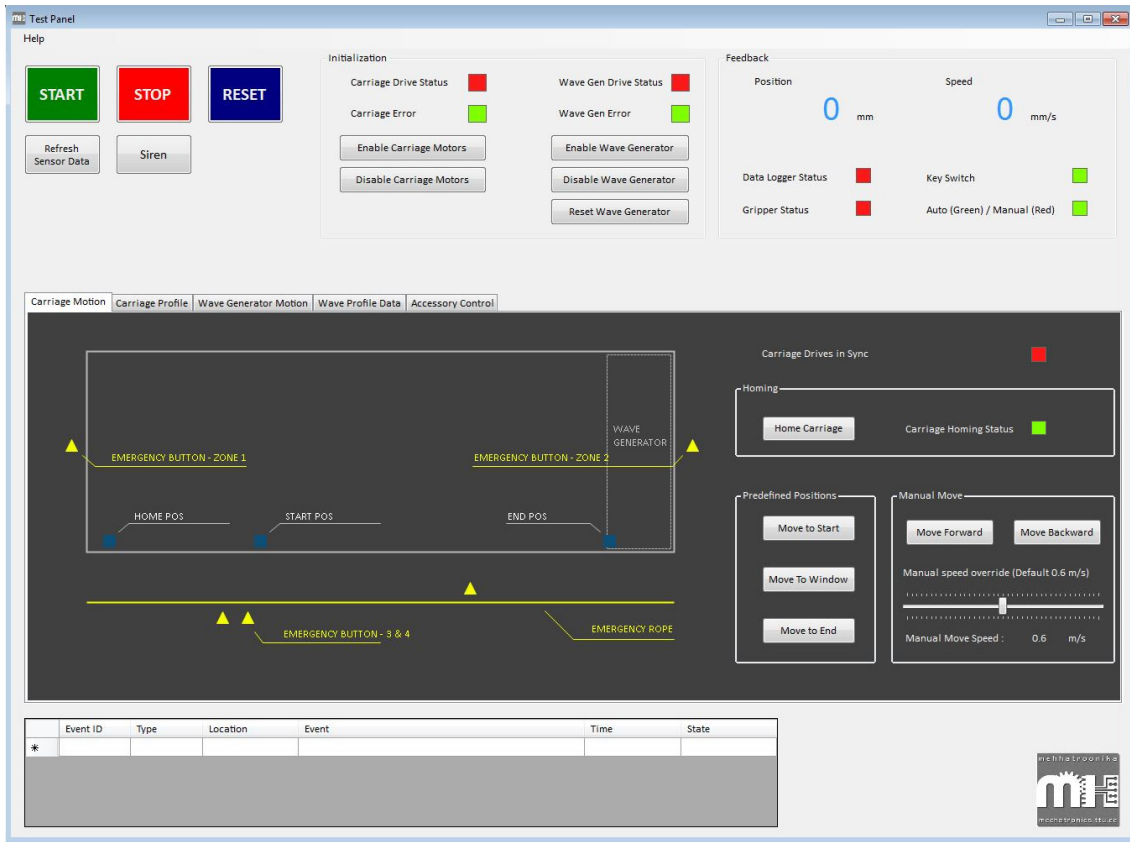 Test Panel
Help
START
STOP
RESET
Refresh
Sensor Data
Siren
Initialization
Carriage Drive Status
Wave Gen Drive Status
Carriage Error
Wave Gen Error
Enable Carriage Motors
Enable Wave Generator
Disable Carriage Motors
Disable Wave Generator
Reset Wave Generator
Feedback
Position
Speed
0 mm
0 mm/s
Data Logger Status
Key Switch
Gripper Status
Auto (Green) / Manual (Red)
Carriage Motion
Carriage Profile
Wave Generator Motion
Wave Profile Data
Accessory Control
WAVE
GENERATOR
EMERGENCY BUTTON - ZONE 1
EMERGENCY BUTTON - ZONE 2
HOME POS
START POS
END POS
EMERGENCY BUTTON - 3 & 4
EMERGENCY ROPE
Carriage Drives in Sync
Homing
Home Carriage
Carriage Homing Status
Predefined Positions
Move to Start
Move To Window
Move to End
Manual Move
Move Forward
Move Backward
Manual speed override (Default 0.6 m/s)
Manual Move Speed : 0.6 m/s
Event ID
Type
Location
Event
Time
State
mehhatroonika
mH
mechatronics.ttu.ee